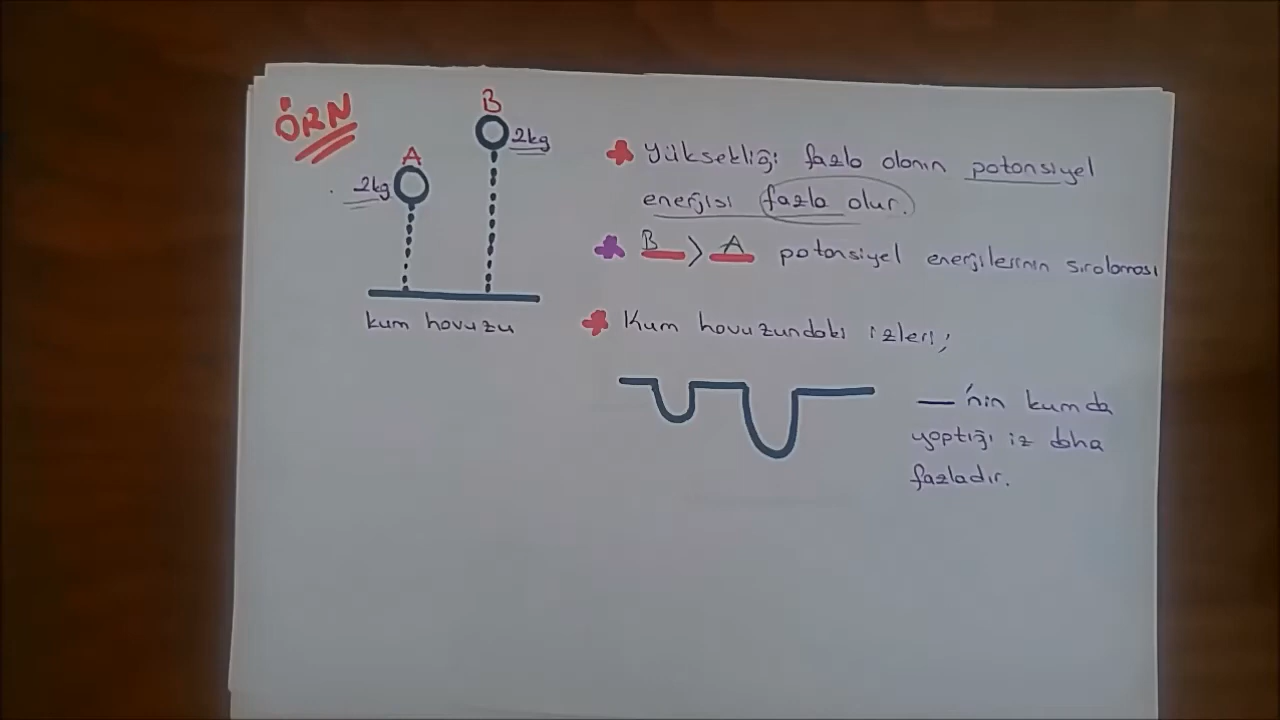 ÖRN
A
B
2kg
2kg
kum havuzu
Yüksekliği fazla olanın potansiyel
enerjisi fazla olur.
B > A potansiyel enerjilerinin sıralaması
Kum havuzundaki izleri;
__'nin kumda
yaptığı iz daha
fazladır.